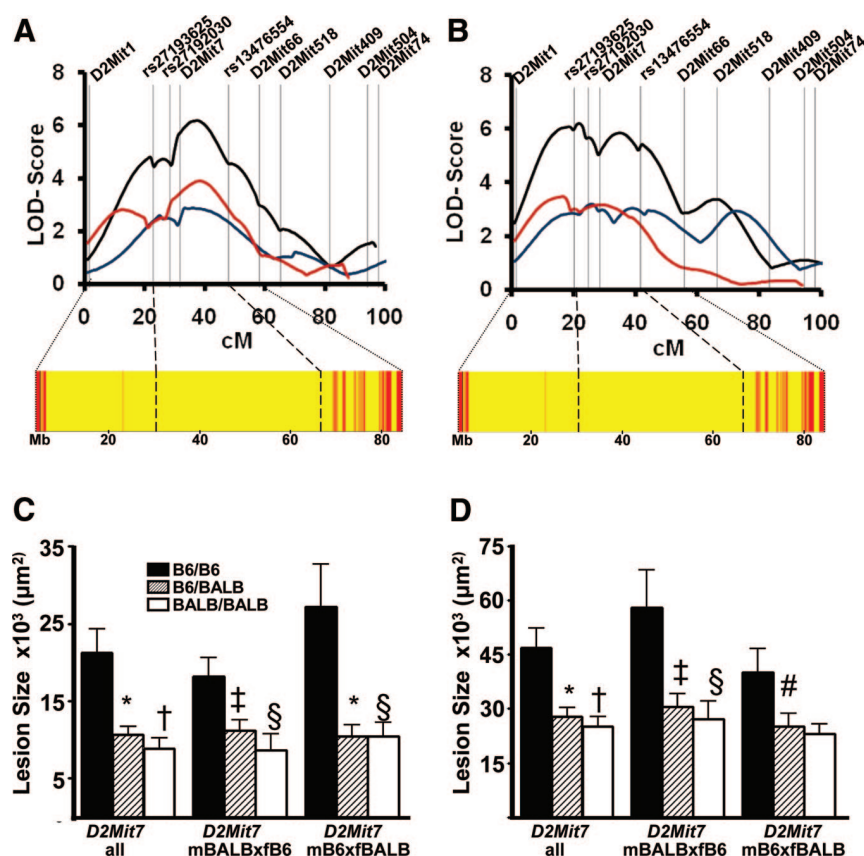 A
D2Mit1
rs27193625
rs27192030
D2Mit7
rs13476554
D2Mit66
D2Mit518
D2Mit409
D2Mit504
D2Mit74
LOD- Score
8
6
4
2
0
0 20 40 60 80 100
cM
Mb 20 40 60 80
B
D2Mit1
rs27193625
rs27192030
D2Mit7
rs13476554
D2Mit66
D2Mit518
D2Mit409
D2Mit504
D2Mit74
LOD- Score
8
6
4
2
0
0 20 40 60 80 100
cM
Mb 20 40 60 80
C
Lesion Size x10³ (µm²)
35
25
15
5
B6/B6
B6/BALB
BALB/BALB
* † ‡ § * §
D2Mit7 D2Mit7 D2Mit7
all mBALBxfB6 mB6xfBALB
D
Lesion Size x10³ (µm²)
75
60
45
30
15
* † ‡ § #
D2Mit7 D2Mit7 D2Mit7
all mBALBxfB6 mB6xfBALB